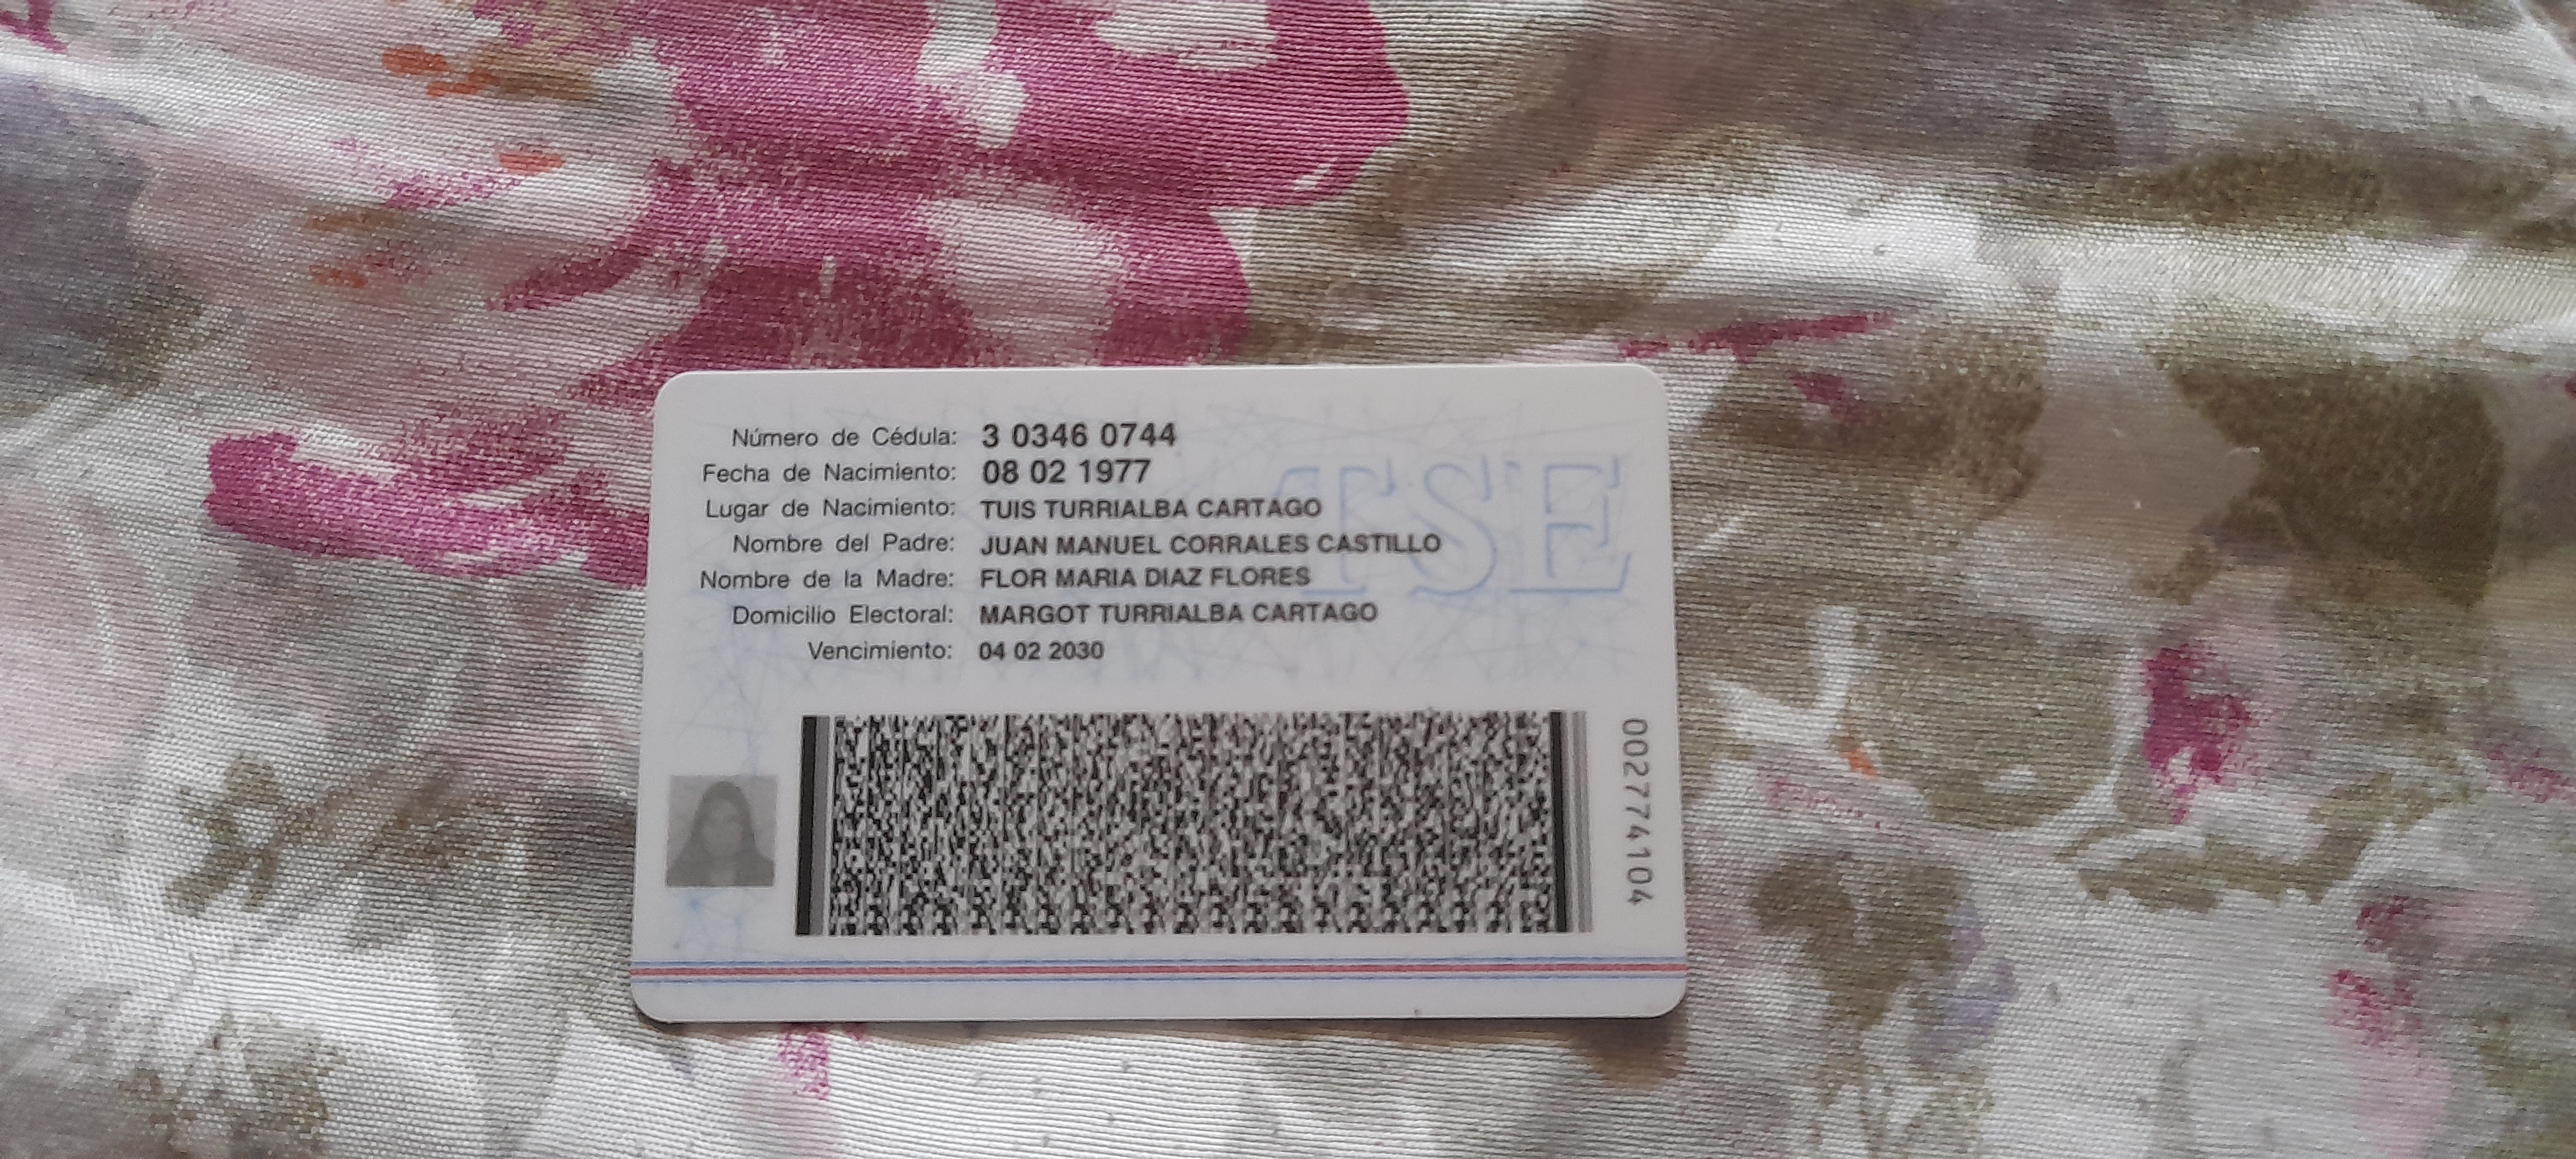 Número de Cédula: 3 0346 0744
Fecha de Nacimiento: 08 02 1977
Lugar de Nacimiento: TUIS TURRIALBA CARTAGO
Nombre del Padre: JUAN MANUEL CORRALES CASTILLO
Nombre de la Madre: FLOR MARIA DIAZ FLORES
Domicilio Electoral: MARGOT TURRIALBA CARTAGO
Vencimiento: 04 02 2030
TSE
002774104